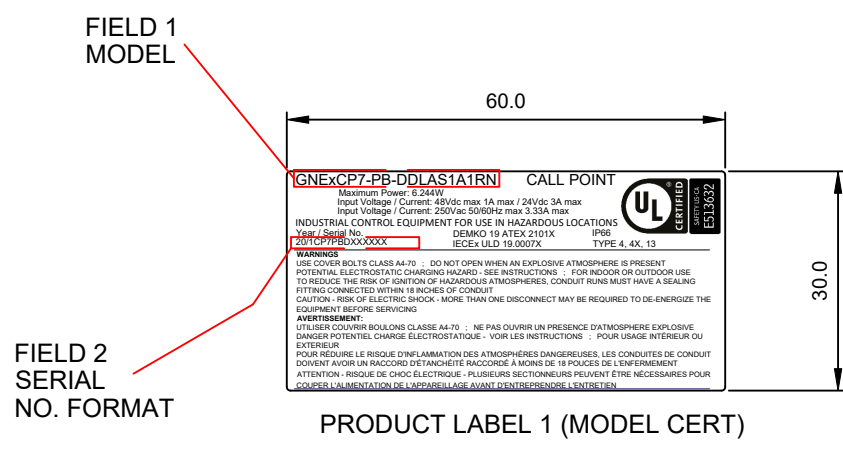 FIELD 1
MODEL
60.0
GNExCP7-PB-DDLAS1A1RN CALL POINT
Maximum Power: 6.244W
Input Voltage / Current: 48Vdc max 1A max / 24Vdc 3A max
Input Voltage / Current: 250Vac 50/60Hz max 3.33A max
INDUSTRIAL CONTROL EQUIPMENT FOR USE IN HAZARDOUS LOCATIONS
Year / Serial No. DEMKO 19 ATEX 2101X IP66
20/1CP7PBDXXXXXX IECEx ULD 19.0007X TYPE 4, 4X, 13
UL ® CERTIFIED
SAFETY US CA
E513632
WARNINGS
USE COVER BOLTS CLASS A4-70 ; DO NOT OPEN WHEN AN EXPLOSIVE ATMOSPHERE IS PRESENT
POTENTIAL ELECTROSTATIC CHARGING HAZARD - SEE INSTRUCTIONS ; FOR INDOOR OR OUTDOOR USE
TO REDUCE THE RISK OF IGNITION OF HAZARDOUS ATMOSPHERES, CONDUIT RUNS MUST HAVE A SEALING
FITTING CONNECTED WITHIN 18 INCHES OF CONDUIT
CAUTION - RISK OF ELECTRIC SHOCK - MORE THAN ONE DISCONNECT MAY BE REQUIRED TO DE-ENERGIZE THE
EQUIPMENT BEFORE SERVICING
AVERTISSEMENT:
UTILISER COUVRIR BOULONS CLASSE A4-70 ; NE PAS OUVRIR UN PRESENCE D'ATMOSPHERE EXPLOSIVE
DANGER POTENTIEL CHARGE ÉLECTROSTATIQUE - VOIR LES INSTRUCTIONS ; POUR USAGE INTÉRIEUR OU
EXTERIEUR
POUR RÉDUIRE LE RISQUE D'INFLAMMATION DES ATMOSPHÈRES DANGEREUSES, LES CONDUITES DE CONDUIT
DOIVENT AVOIR UN RACCORD D'ÉTANCHÉITÉ RACCORDÉ À MOINS DE 18 POUCES DE L'ENFERMEMENT
ATTENTION - RISQUE DE CHOC ÉLECTRIQUE - PLUSIEURS SECTIONNEURS PEUVENT ÊTRE NÉCESSAIRES POUR
COUPER L'ALIMENTATION DE L'APPAREILLAGE AVANT D'ENTREPRENDRE L'ENTRETIEN
30.0
FIELD 2
SERIAL
NO. FORMAT
PRODUCT LABEL 1 (MODEL CERT)